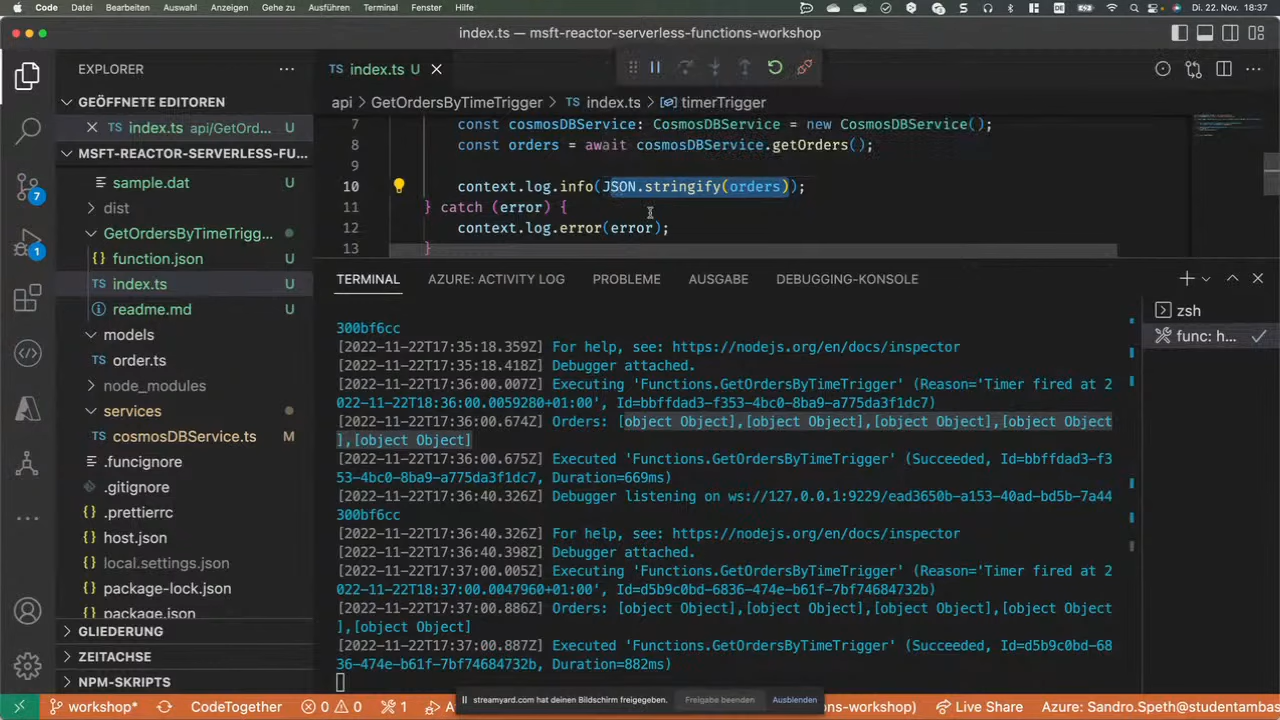 Code Datei Bearbeiten Auswahl Anzeigen Gehe zu Ausführen Terminal Fenster Hilfe DE Di. 22. Nov. 18:37
index.ts — msft-reactor-serverless-functions-workshop
EXPLORER
GEÖFFNETE EDITOREN
TS index.ts api/GetOrd... U
MSFT-REACTOR-SERVERLESS-FU...
sample.dat U
dist
GetOrdersByTimeTrigg...
{} function.json U
TS index.ts U
readme.md U
models
TS order.ts
node_modules
services
TS cosmosDBService.ts M
.funcignore
.gitignore
{} .prettierrc
{} host.json
{} local.settings.json
{} package-lock.json
{} package.json
GLIEDERUNG
ZEITACHSE
NPM-SKRIPTS
7
1
TS index.ts U
api > GetOrdersByTimeTrigger > TS index.ts > timerTrigger
7 const cosmosDBService: CosmosDBService = new CosmosDBService();
8 const orders = await cosmosDBService.getOrders();
9
10 context.log.info(JSON.stringify(orders));
11 } catch (error) {
12 context.log.error(error);
13 }
TERMINAL AZURE: ACTIVITY LOG PROBLEME AUSGABE DEBUGGING-KONSOLE
300bf6cc
[2022-11-22T17:35:18.359Z] For help, see: https://nodejs.org/en/docs/inspector
[2022-11-22T17:35:18.418Z] Debugger attached.
[2022-11-22T17:36:00.007Z] Executing 'Functions.GetOrdersByTimeTrigger' (Reason='Timer fired at 2
022-11-22T18:36:00.0059280+01:00', Id=bbffdad3-f353-4bc0-8ba9-a775da3f1dc7)
[2022-11-22T17:36:00.674Z] Orders: [object Object],[object Object],[object Object],[object Object
],[object Object]
[2022-11-22T17:36:00.675Z] Executed 'Functions.GetOrdersByTimeTrigger' (Succeeded, Id=bbffdad3-f3
53-4bc0-8ba9-a775da3f1dc7, Duration=669ms)
[2022-11-22T17:36:40.326Z] Debugger listening on ws://127.0.0.1:9229/ead3650b-a153-40ad-bd5b-7a44
300bf6cc
[2022-11-22T17:36:40.326Z] For help, see: https://nodejs.org/en/docs/inspector
[2022-11-22T17:36:40.398Z] Debugger attached.
[2022-11-22T17:37:00.005Z] Executing 'Functions.GetOrdersByTimeTrigger' (Reason='Timer fired at 2
022-11-22T18:37:00.0047960+01:00', Id=d5b9c0bd-6836-474e-b61f-7bf74684732b)
[2022-11-22T17:37:00.886Z] Orders: [object Object],[object Object],[object Object],[object Object
],[object Object]
[2022-11-22T17:37:00.887Z] Executed 'Functions.GetOrdersByTimeTrigger' (Succeeded, Id=d5b9c0bd-68
36-474e-b61f-7bf74684732b, Duration=882ms)
zsh
func: h...
streamyard.com hat deinen Bildschirm freigegeben. Freigabe beenden Ausblenden
workshop* CodeTogether 0 0 1 ons-workshop) Live Share Azure: Sandro.Speth@studentambas